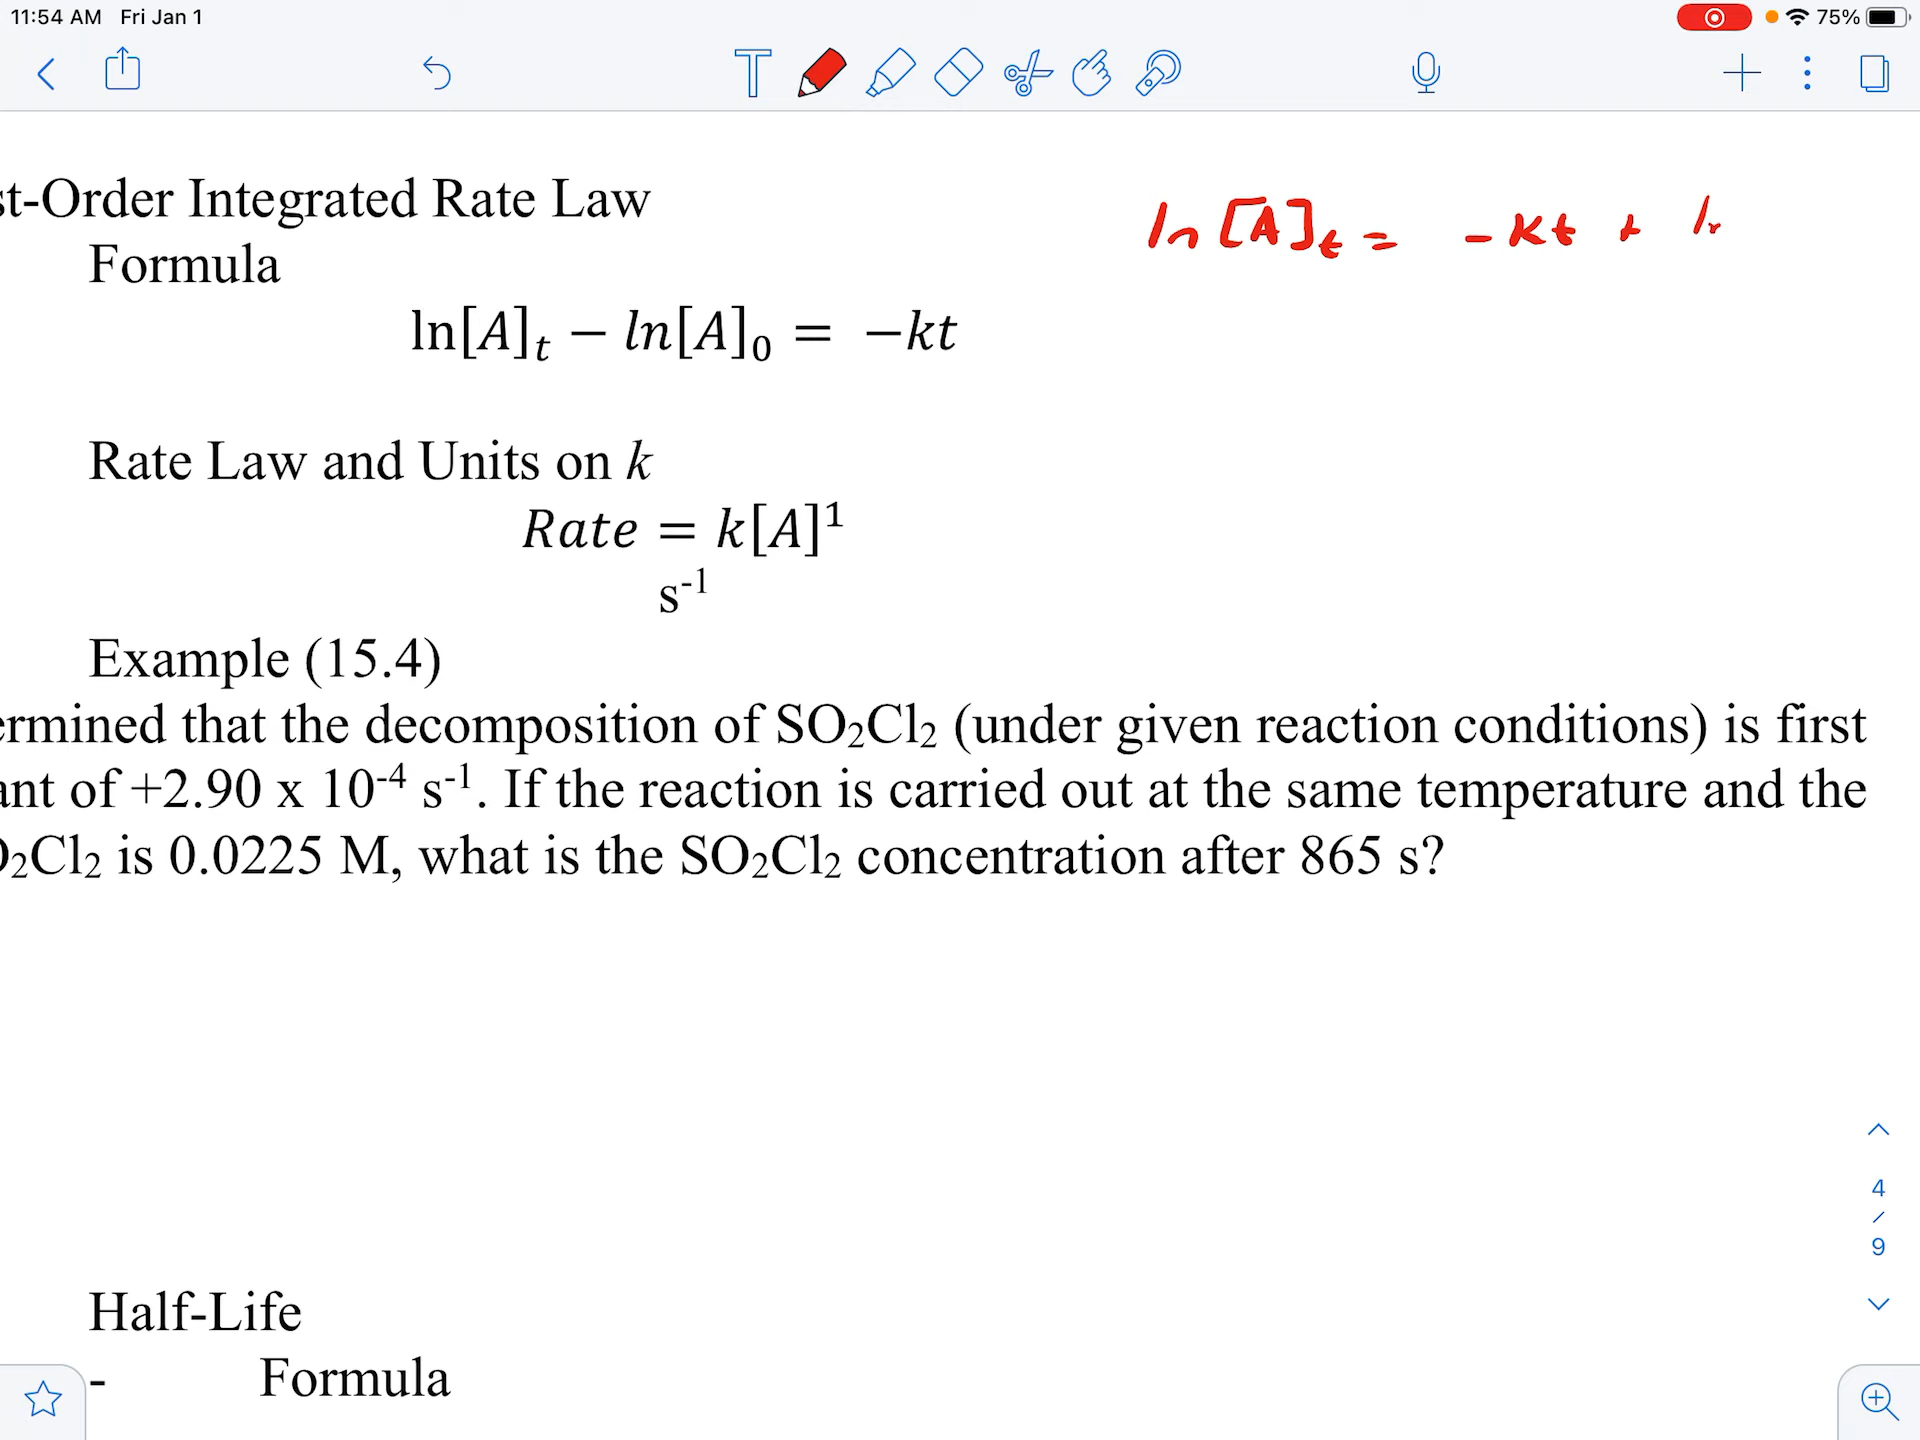 11:54 AM Fri Jan 1
75%
T
st-Order Integrated Rate Law
ln [A]t = -kt +
Formula
ln[A]t − ln[A]0 = −kt
Rate Law and Units on k
Rate = k[A]¹
s⁻¹
Example (15.4)
ermined that the decomposition of SO₂Cl₂ (under given reaction conditions) is first
ant of +2.90 x 10⁻⁴ s⁻¹. If the reaction is carried out at the same temperature and the
O₂Cl₂ is 0.0225 M, what is the SO₂Cl₂ concentration after 865 s?
4
/
9
Half-Life
- Formula